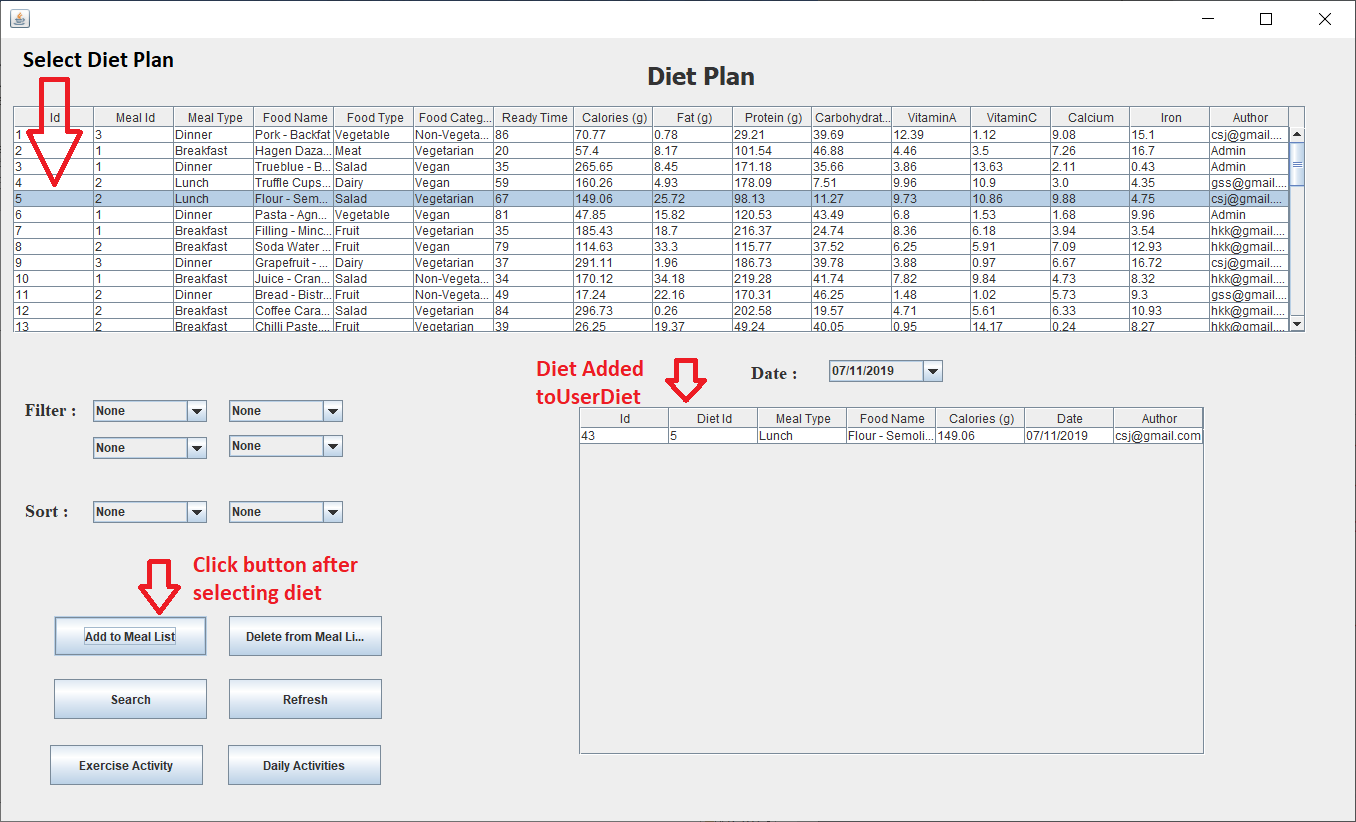 Select Diet Plan
Diet Plan
Id Meal Id Meal Type Food Name Food Type Food Categ... Ready Time Calories (g) Fat (g) Protein (g) Carbohydrat... VitaminA VitaminC Calcium Iron Author
1 3 Dinner Pork - Backfat Vegetable Non-Vegeta... 86 70.77 0.78 29.21 39.69 12.39 1.12 9.08 15.1 csj@gmail....
2 1 Breakfast Hagen Daza... Meat Vegetarian 20 57.4 8.17 101.54 46.88 4.46 3.5 7.26 16.7 Admin
3 1 Dinner Trueblue - B... Salad Vegan 35 265.65 8.45 171.18 35.66 3.86 13.63 2.11 0.43 Admin
4 2 Lunch Truffle Cups... Dairy Vegan 59 160.26 4.93 178.09 7.51 9.96 10.9 3.0 4.35 gss@gmail....
5 2 Lunch Flour - Sem... Salad Vegetarian 67 149.06 25.72 98.13 11.27 9.73 10.86 9.88 4.75 csj@gmail....
6 1 Dinner Pasta - Agn... Vegetable Vegan 81 47.85 15.82 120.53 43.49 6.8 1.53 1.68 9.96 Admin
7 1 Breakfast Filling - Minc... Fruit Vegetarian 35 185.43 18.7 216.37 24.74 8.36 6.18 3.94 3.54 hkk@gmail....
8 2 Breakfast Soda Water ... Fruit Vegan 79 114.63 33.3 115.77 37.52 6.25 5.91 7.09 12.93 hkk@gmail....
9 3 Dinner Grapefruit - ... Dairy Vegetarian 37 291.11 1.96 186.73 39.78 3.88 0.97 6.67 16.72 csj@gmail....
10 1 Breakfast Juice - Cran... Salad Non-Vegeta... 34 170.12 34.18 219.28 41.74 7.82 9.84 4.73 8.32 hkk@gmail....
11 2 Dinner Bread - Bistr... Fruit Non-Vegeta... 49 17.24 22.16 170.31 46.25 1.48 1.02 5.73 9.3 gss@gmail....
12 2 Breakfast Coffee Cara... Salad Vegetarian 84 296.73 0.26 202.58 19.57 4.71 5.61 6.33 10.93 hkk@gmail....
13 2 Breakfast Chilli Paste,... Fruit Vegetarian 39 26.25 19.37 49.24 40.05 0.95 14.17 0.24 8.27 hkk@gmail....
Diet Added
toUserDiet
Date : 07/11/2019
Filter : None None
None None
Sort : None None
Id Diet Id Meal Type Food Name Calories (g) Date Author
43 5 Lunch Flour - Semoli... 149.06 07/11/2019 csj@gmail.com
Click button after
selecting diet
Add to Meal List Delete from Meal Li...
Search Refresh
Exercise Activity Daily Activities